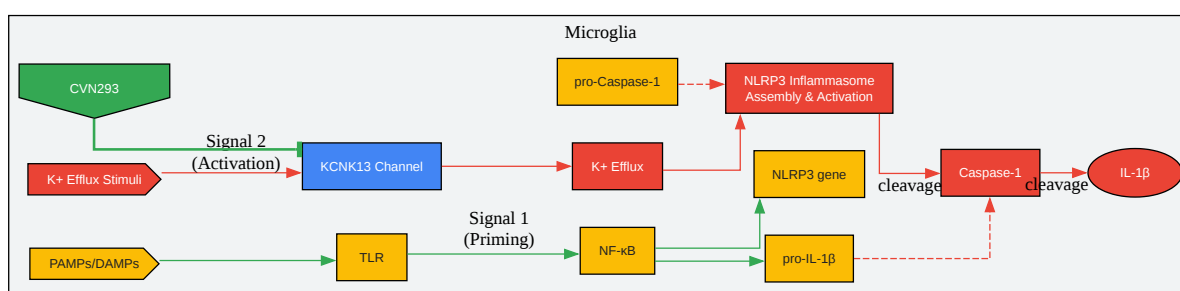 Microglia
CVN293
pro-Caspase-1
NLRP3 Inflammasome
Assembly & Activation
Signal 2
(Activation)
K+ Efflux Stimuli
KCNK13 Channel
K+ Efflux
NLRP3 gene
cleavage
Caspase-1
cleavage
IL-1β
Signal 1
(Priming)
PAMPs/DAMPs
TLR
NF-κB
pro-IL-1β